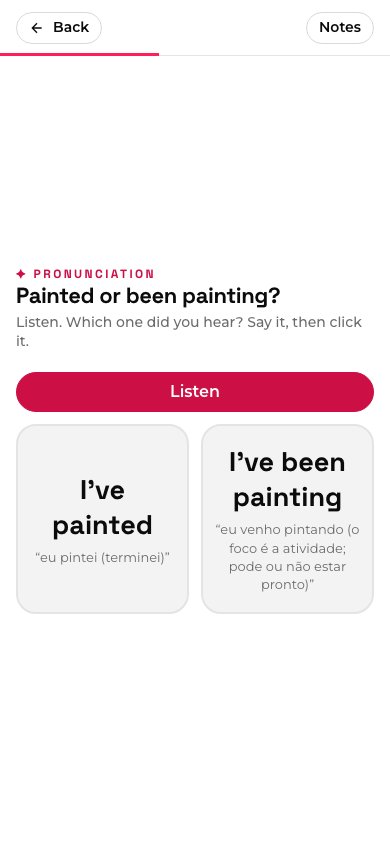 Back
Notes
PRONUNCIATION
Painted or been painting?
Listen. Which one did you hear? Say it, then click
it.
Listen
I’ve
painted
“eu pintei (terminei)”
I’ve been
painting
“eu venho pintando (o
foco é a atividade;
pode ou não estar
pronto)”